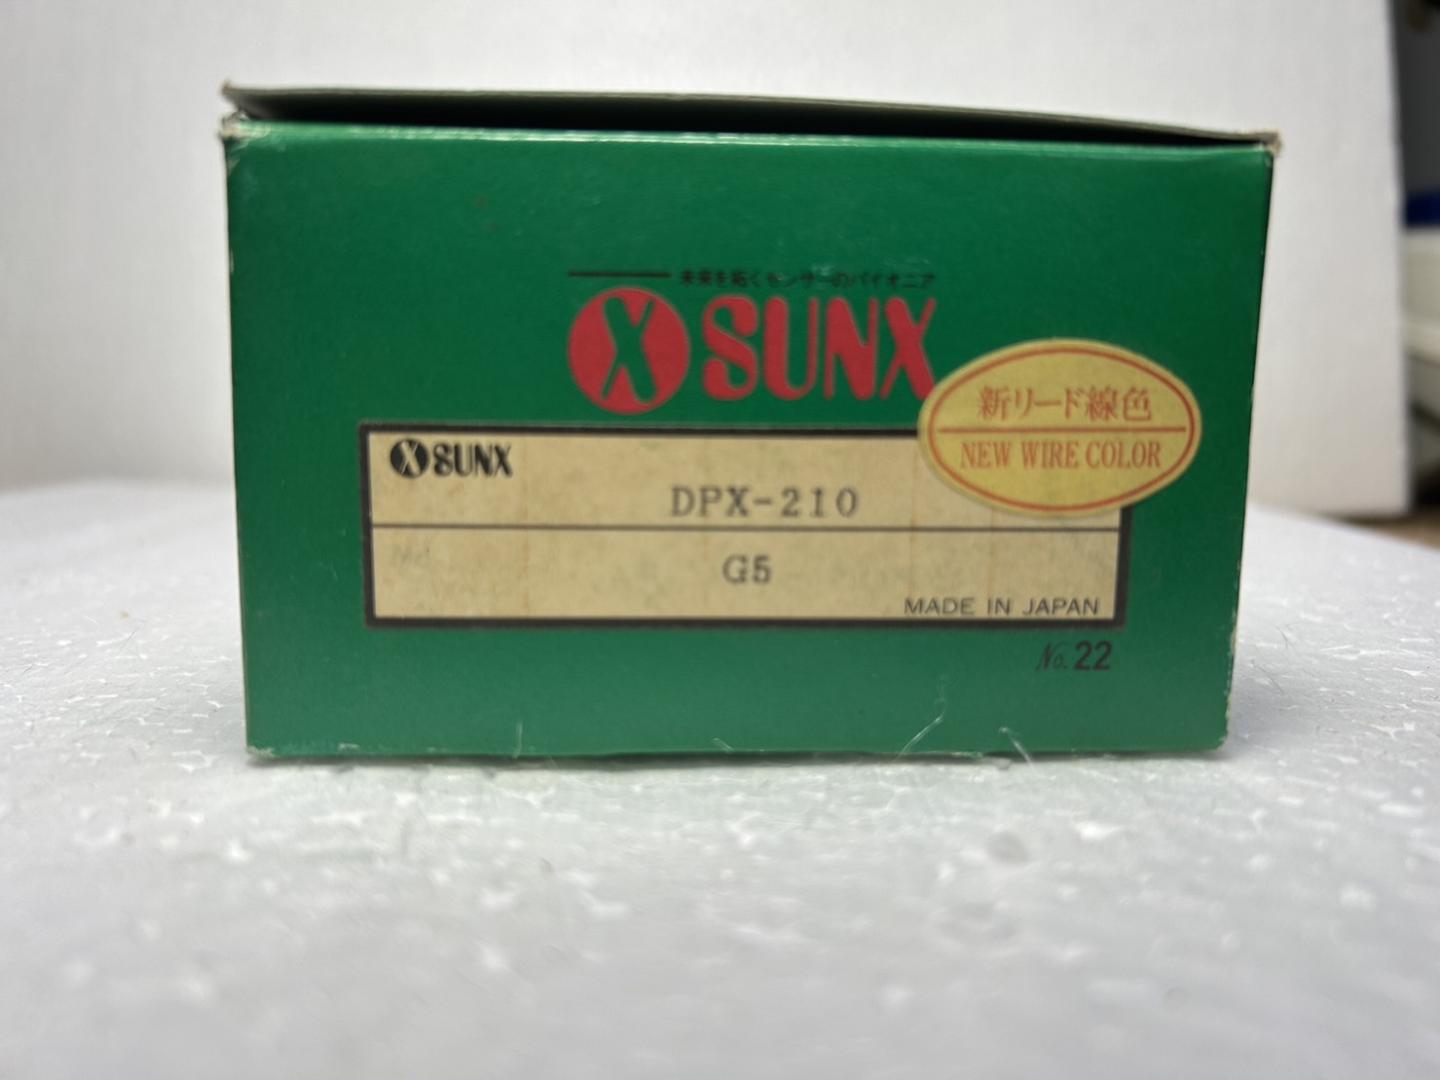 未来を拓くセンサーのパイオニア
X SUNX
新リード線色
NEW WIRE COLOR
X SUNX
DPX-210
G5
MADE IN JAPAN
No. 22